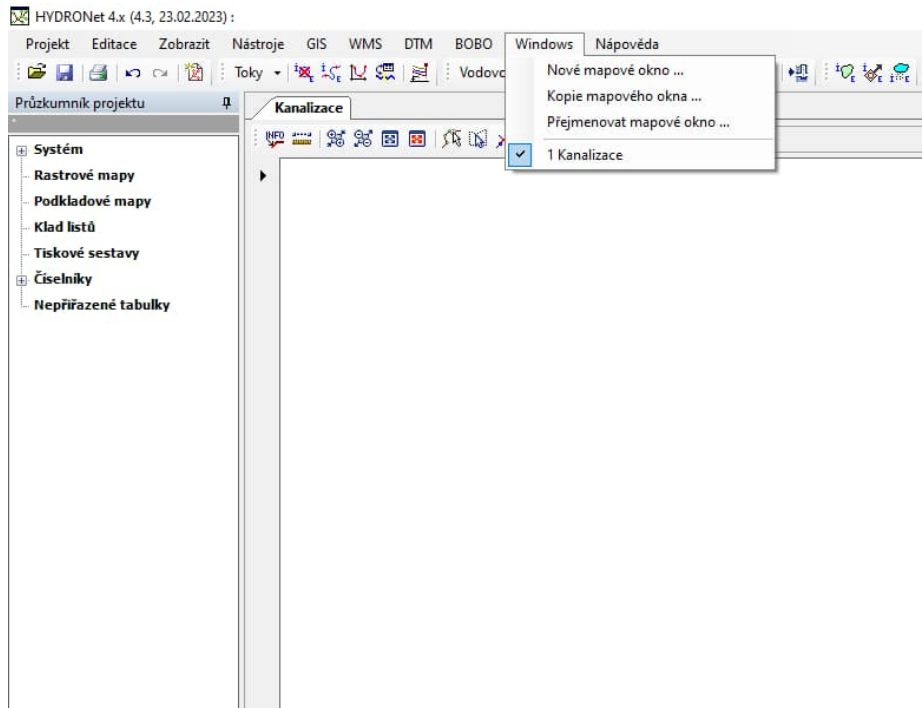 HYDRONet 4.x (4.3, 23.02.2023) :
Projekt Editace Zobrazit Nástroje GIS WMS DTM BOBO Windows Nápověda
Toky Vodovo
Nové mapové okno ...
Kopie mapového okna ...
Přejmenovat mapové okno ...
1 Kanalizace
Průzkumník projektu
Kanalizace
INFO
Systém
Rastrové mapy
Podkladové mapy
Klad listů
Tiskové sestavy
Číselníky
Nepřiřazené tabulky